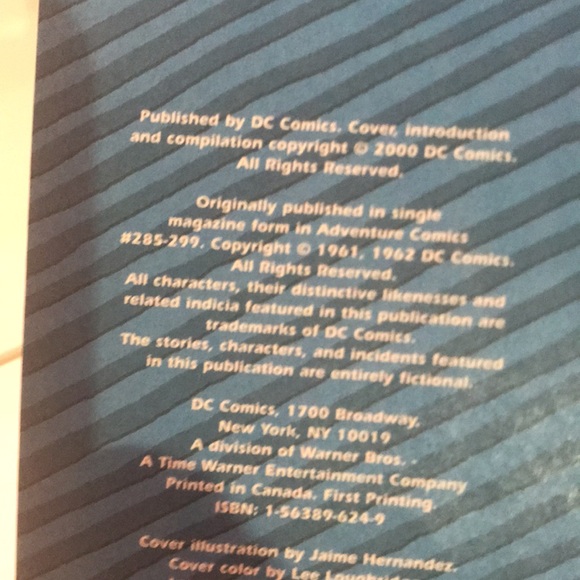 Published by DC Comics. Cover, introduction
and compilation copyright © 2000 DC Comics.
All Rights Reserved.
Originally published in single
magazine form in Adventure Comics
#285-299. Copyright © 1961, 1962 DC Comics.
All Rights Reserved.
All characters, their distinctive likenesses and
related indicia featured in this publication are
trademarks of DC Comics.
The stories, characters, and incidents featured
in this publication are entirely fictional.
DC Comics, 1700 Broadway,
New York, NY 10019
A division of Warner Bros. -
A Time Warner Entertainment Company
Printed in Canada. First Printing.
ISBN: 1-56389-624-9
Cover illustration by Jaime Hernandez.
Cover color by Lee